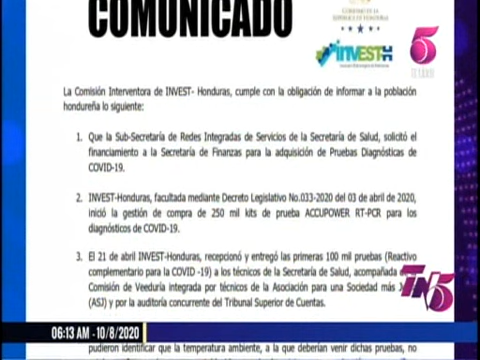 COMUNICADO
GOBIERNO DE LA
REPÚBLICA DE HONDURAS
INVEST-H
5
La Comisión Interventora de INVEST- Honduras, cumple con la obligación de informar a la población
hondureña lo siguiente:
1. Que la Sub-Secretaría de Redes Integradas de Servicios de la Secretaría de Salud, solicitó el
financiamiento a la Secretaría de Finanzas para la adquisición de Pruebas Diagnósticas de
COVID-19.
2. INVEST-Honduras, facultada mediante Decreto Legislativo No.033-2020 del 03 de abril de 2020,
inició la gestión de compra de 250 mil kits de prueba ACCUPOWER RT-PCR para los
diagnósticos de COVID-19.
3. El 21 de abril INVEST-Honduras, recepcionó y entregó las primeras 100 mil pruebas (Reactivo
complementario para la COVID -19) a los técnicos de la Secretaría de Salud, acompañada
Comisión de Veeduría integrada por técnicos de la Asociación para una Sociedad más
(ASJ) y por la auditoría concurrente del Tribunal Superior de Cuentas.
TN5
06:13 AM - 10/8/2020
pudieron identificar que la temperatura ambiente, a la que deberían venir dichas pruebas, no